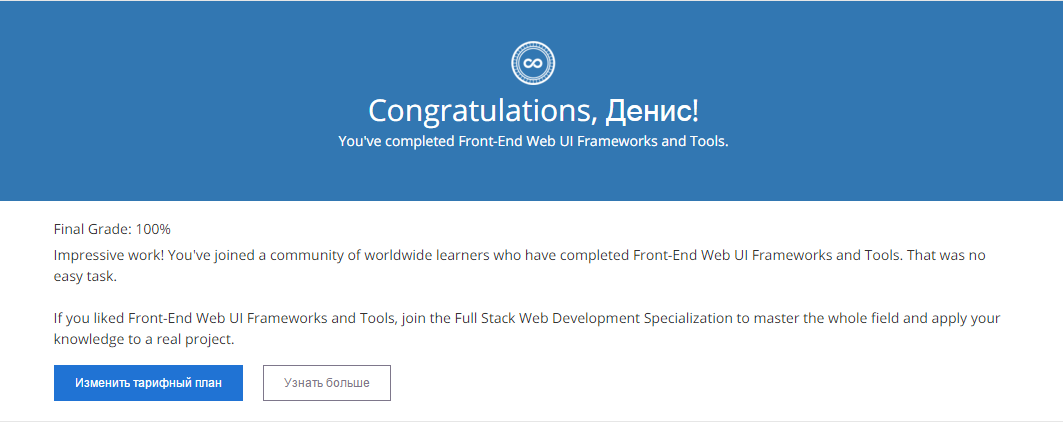 Congratulations, Денис!
You've completed Front-End Web UI Frameworks and Tools.
Final Grade: 100%
Impressive work! You've joined a community of worldwide learners who have completed Front-End Web UI Frameworks and Tools. That was no
easy task.
If you liked Front-End Web UI Frameworks and Tools, join the Full Stack Web Development Specialization to master the whole field and apply your
knowledge to a real project.
Изменить тарифный план
Узнать больше